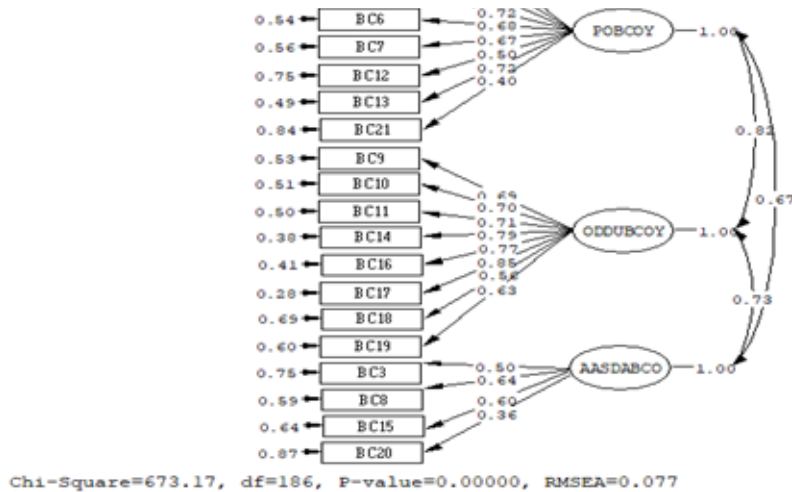 0.72
0.54 BC6 0.68 POBCOY 1.00
0.56 BC7 0.67
0.75 BC12 0.50
0.49 BC13 0.72
0.84 BC21 0.40
0.82
0.67
0.53 BC9 0.69
0.51 BC10 0.70
0.50 BC11 0.71
0.38 BC14 0.79 ODDUBCOY 1.00
0.41 BC16 0.77
0.28 BC17 0.85
0.69 BC18 0.56
0.60 BC19 0.63
0.73
0.75 BC3 0.50 AASDABCO 1.00
0.59 BC8 0.64
0.64 BC15 0.60
0.87 BC20 0.36
Chi-Square=673.17, df=186, P-value=0.00000, RMSEA=0.077